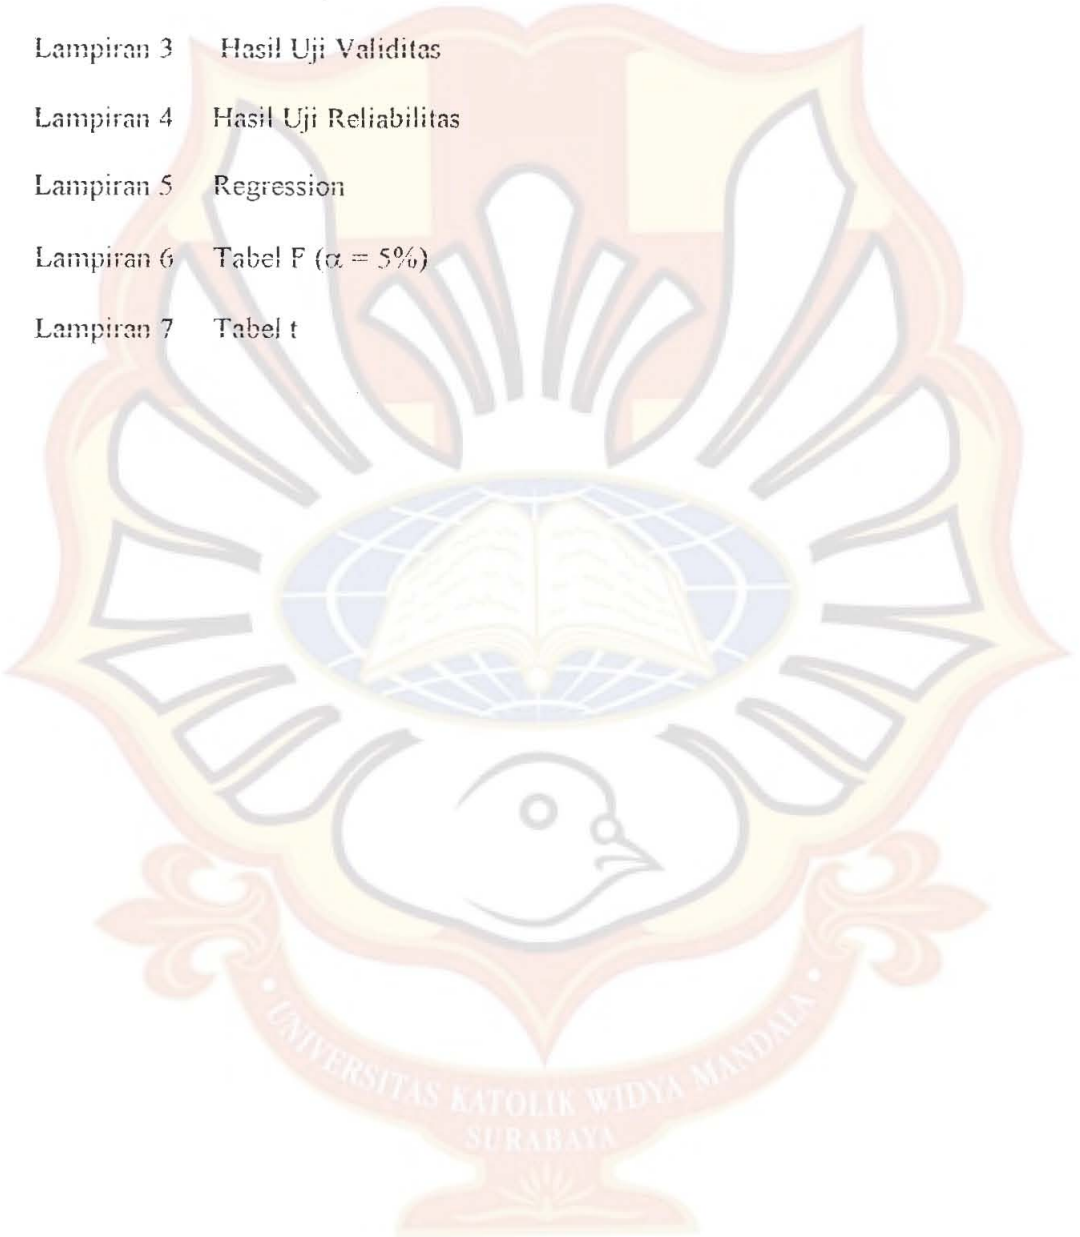 Lampiran 3 Hasil Uji Validitas
Lampiran 4 Hasil Uji Reliabilitas
Lampiran 5 Regression
Lampiran 6 Tabel F (α = 5%)
Lampiran 7 Tabel t
UNIVERSITAS KATOLIK WIDYA MANDALA
SURABAYA